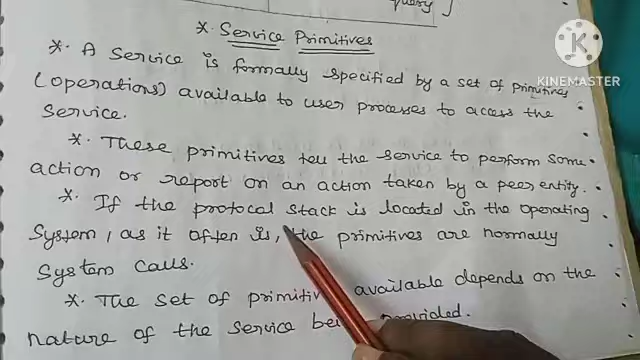 query
* Service Primitives
* A Service is formally specified by a set of primitives
(operations) available to user processes to access the
Service.
* These primitives tell the service to perform some
action or report on an action taken by a peer entity.
* If the protocal stack is located in the operating
System, as it often is, the primitives are normally
System calls.
* The set of primitiv available depends on the
nature of the service be provided.
KINEMASTER